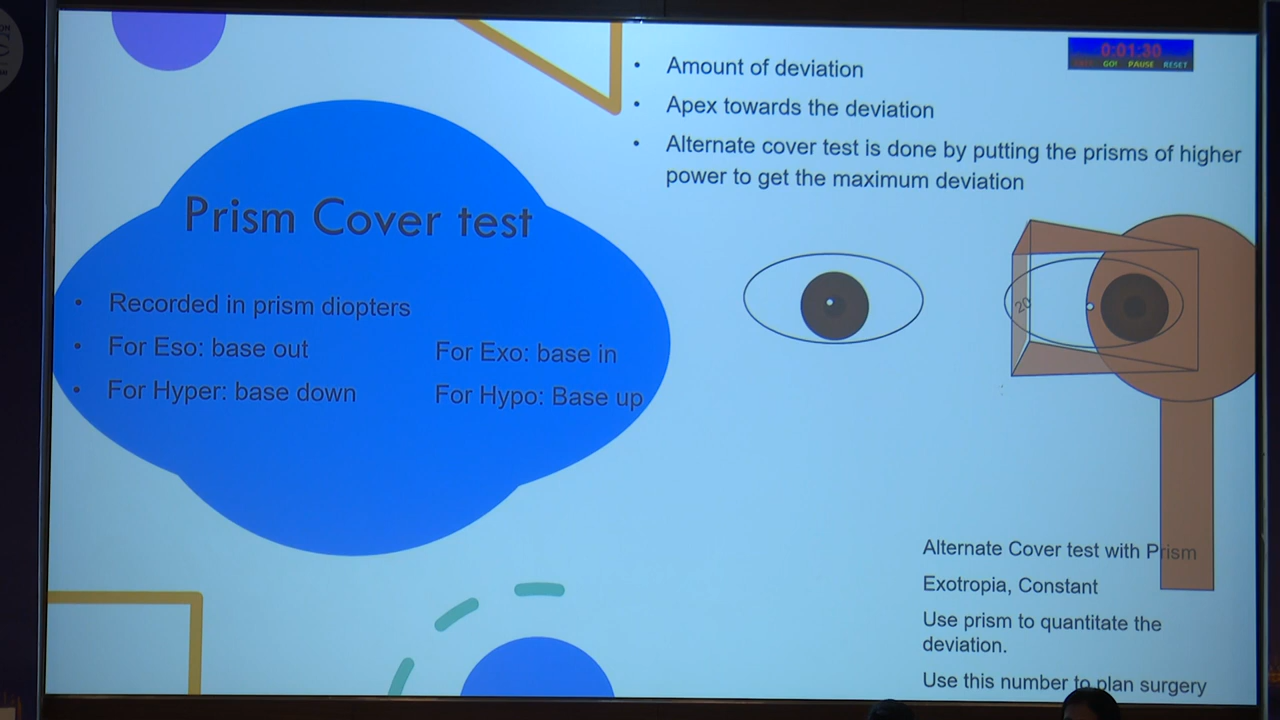 Prism Cover test
• Recorded in prism diopters
• For Eso: base out For Exo: base in
• For Hyper: base down For Hypo: Base up
• Amount of deviation
• Apex towards the deviation
• Alternate cover test is done by putting the prisms of higher
power to get the maximum deviation
0:01:30
GO! PAUSE RESET
20
Alternate Cover test with Prism
Exotropia, Constant
Use prism to quantitate the
deviation.
Use this number to plan surgery